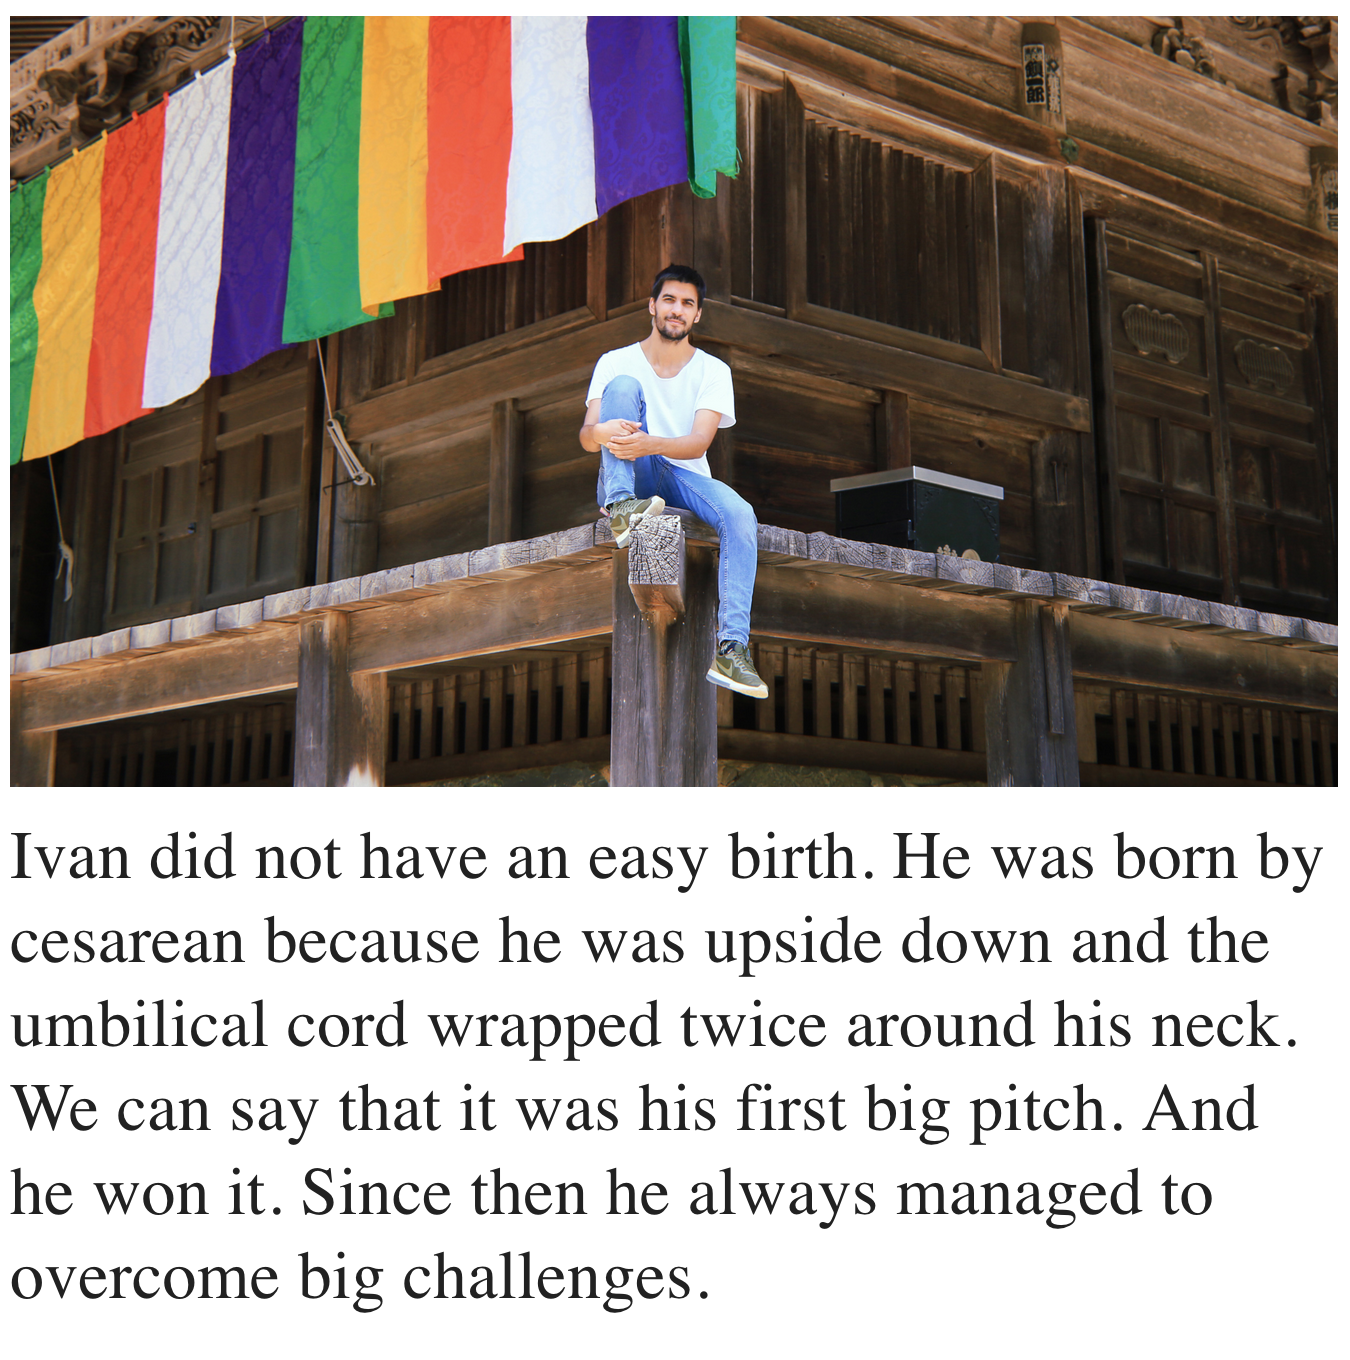 Ivan did not have an easy birth. He was born by
cesarean because he was upside down and the
umbilical cord wrapped twice around his neck.
We can say that it was his first big pitch. And
he won it. Since then he always managed to
overcome big challenges.